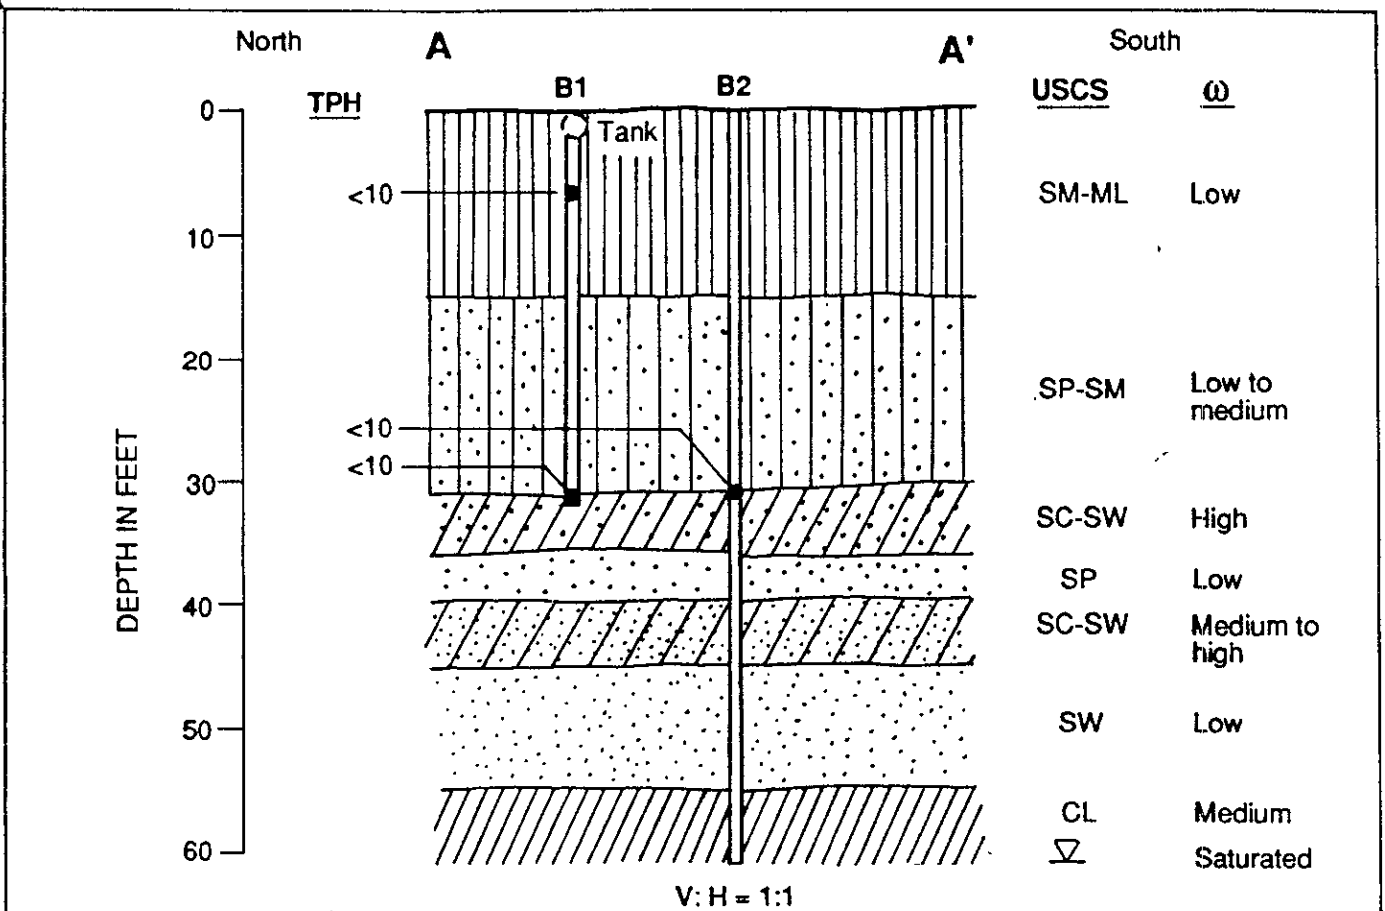 North A A' South
TPH B1 B2 USCS ω
0
Tank
<10 SM-ML Low
10
20
SP-SM Low to
medium
<10
<10
30
SC-SW High
SP Low
40
SC-SW Medium to
high
50 SW Low
CL Medium
60 Saturated
DEPTH IN FEET
V: H = 1:1